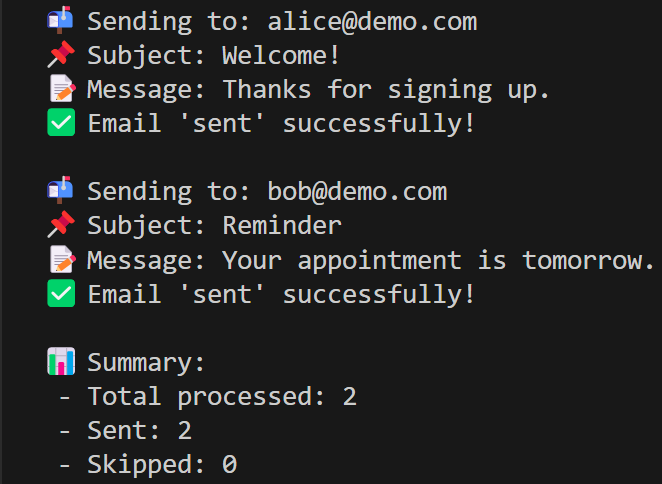 📬 Sending to: alice@demo.com
📌 Subject: Welcome!
📝 Message: Thanks for signing up.
✅ Email 'sent' successfully!

📬 Sending to: bob@demo.com
📌 Subject: Reminder
📝 Message: Your appointment is tomorrow.
✅ Email 'sent' successfully!

📊 Summary:
- Total processed: 2
- Sent: 2
- Skipped: 0